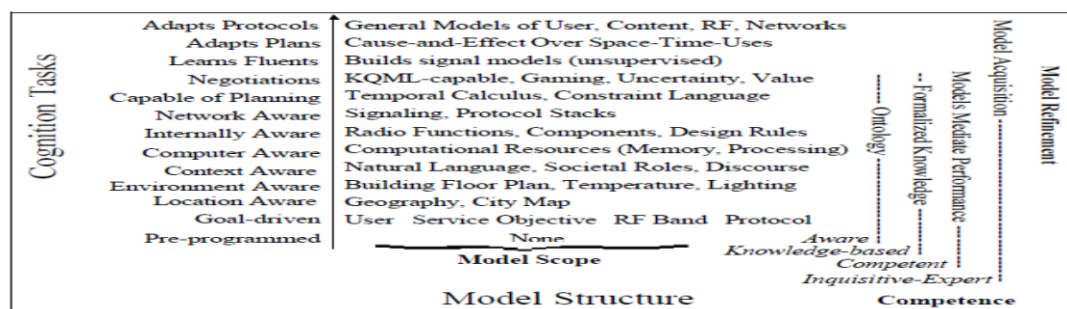 Adapts Protocols General Models of User, Content, RF, Networks
Adapts Plans Cause-and-Effect Over Space-Time-Uses
Learns Fluents Builds signal models (unsupervised)
Negotiations KQML-capable, Gaming, Uncertainty, Value
Capable of Planning Temporal Calculus, Constraint Language
Network Aware Signaling, Protocol Stacks
Internally Aware Radio Functions, Components, Design Rules
Computer Aware Computational Resources (Memory, Processing)
Context Aware Natural Language, Societal Roles, Discourse
Environment Aware Building Floor Plan, Temperature, Lighting
Location Aware Geography, City Map
Goal-driven User Service Objective RF Band Protocol
Pre-programmed None
Cognition Tasks
Model Scope
Model Structure
Ontology
Formalized Knowledge
Models Mediate Performance
Model Acquisition
Model Refinement
Aware
Knowledge-based
Competent
Inquisitive-Expert
Competence